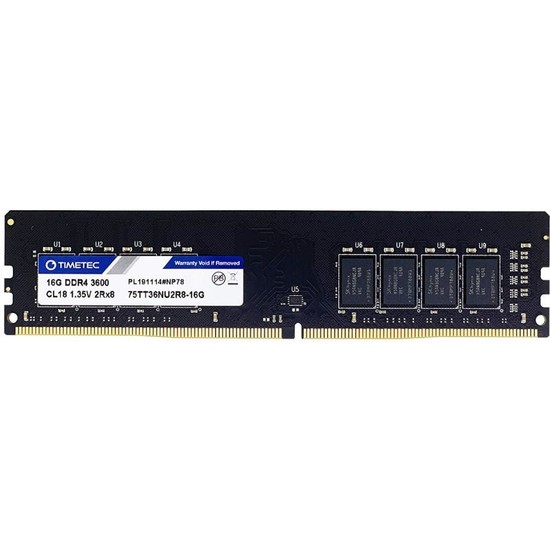 U1 U2 U3 U4
TIMETEC Warranty Void If Removed
16G DDR4 3600 PL191114#NP78
CL18 1.35V 2Rx8 75TT36NU2R8-16G
U5
U6 U7 U8 U9